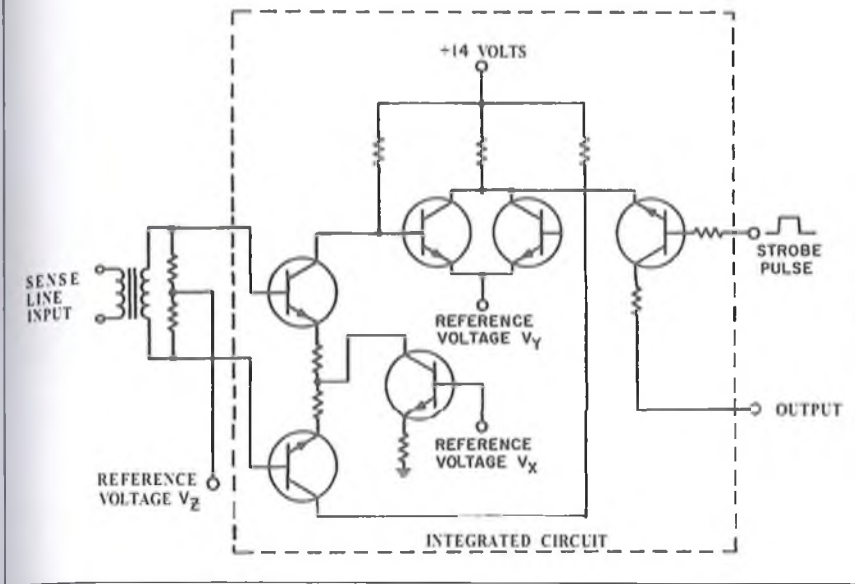 +14 VOLTS
SENSE
LINE
INPUT
STROBE
PULSE
REFERENCE
VOLTAGE VY
REFERENCE
VOLTAGE VX
OUTPUT
REFERENCE
VOLTAGE VZ
INTEGRATED CIRCUIT